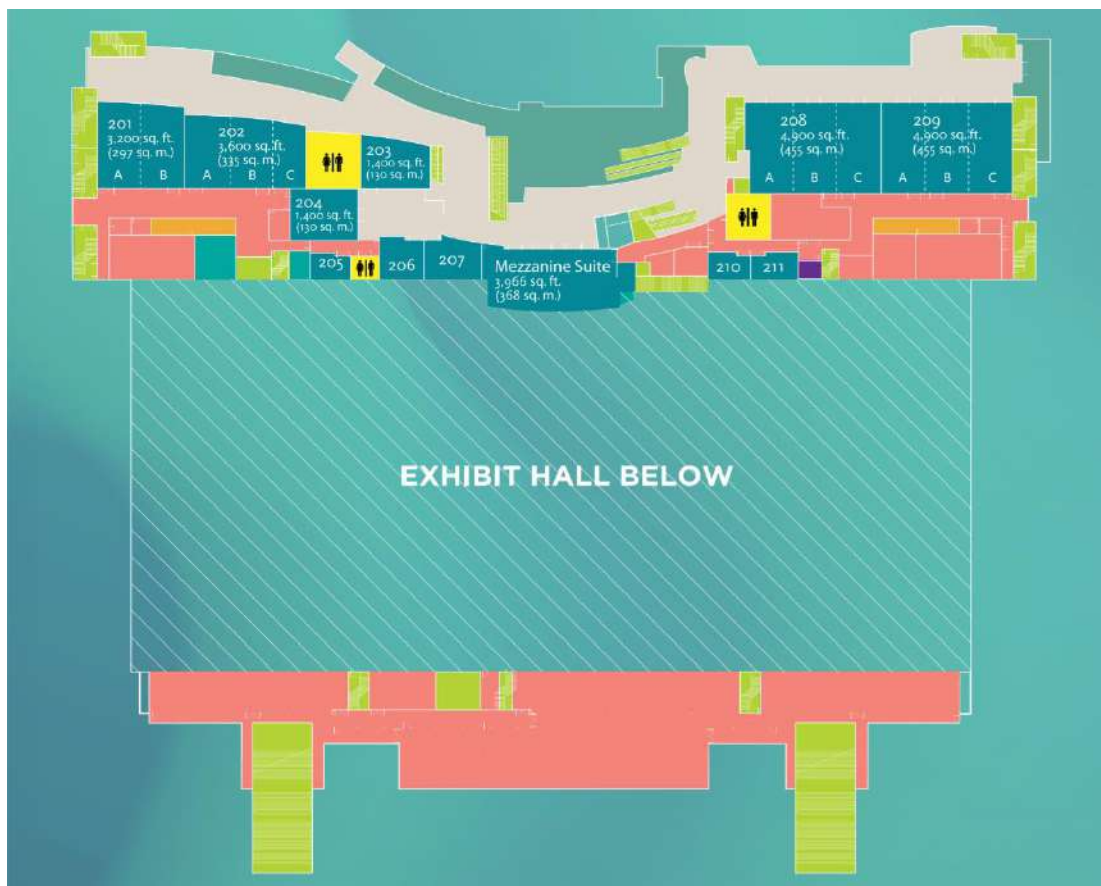 201
3,200 sq. ft.
(297 sq. m.)
A B
202
3,600 sq. ft.
(335 sq. m.)
A B C
203
1,400 sq. ft.
(130 sq. m.)
204
1,400 sq. ft.
(130 sq. m.)
205
206
207
Mezzanine Suite
3,966 sq. ft.
(368 sq. m.)
208
4,900 sq. ft.
(455 sq. m.)
A B C
209
4,900 sq. ft.
(455 sq. m.)
A B C
210
211
EXHIBIT HALL BELOW